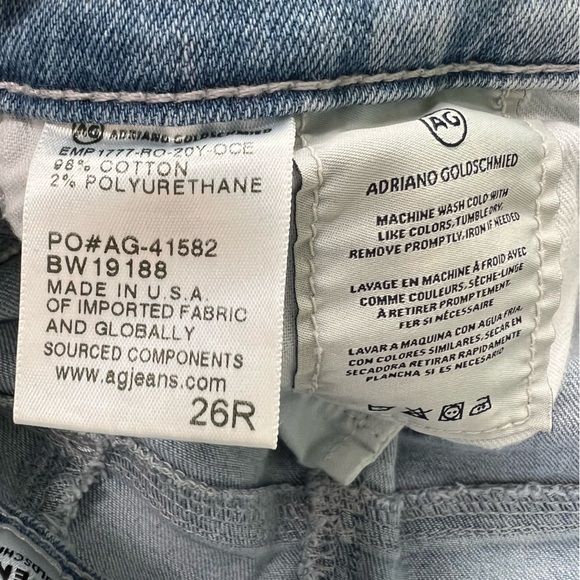 AG ADRIANO GOLDSCHMIED
EMP1777-RO-20Y-OCE
98% COTTON
2% POLYURETHANE
PO#AG-41582
BW19188
MADE IN U.S.A.
OF IMPORTED FABRIC
AND GLOBALLY
SOURCED COMPONENTS
www.agjeans.com
26R
AG
ADRIANO GOLDSCHMIED
MACHINE WASH COLD WITH
LIKE COLORS, TUMBLE DRY,
REMOVE PROMPTLY, IRON IF NEEDED
LAVAGE EN MACHINE À FROID AVEC
COMME COULEURS, SÈCHE-LINGE
À RETIRER PROMPTEMENT,
FER SI NÉCESSAIRE
LAVAR A MAQUINA CON AGUA FRIA,
CON COLORES SIMILARES, SECAR EN
SECADORA RETIRAR RAPIDAMENTE
PLANCHAR SI ES NECESARIO